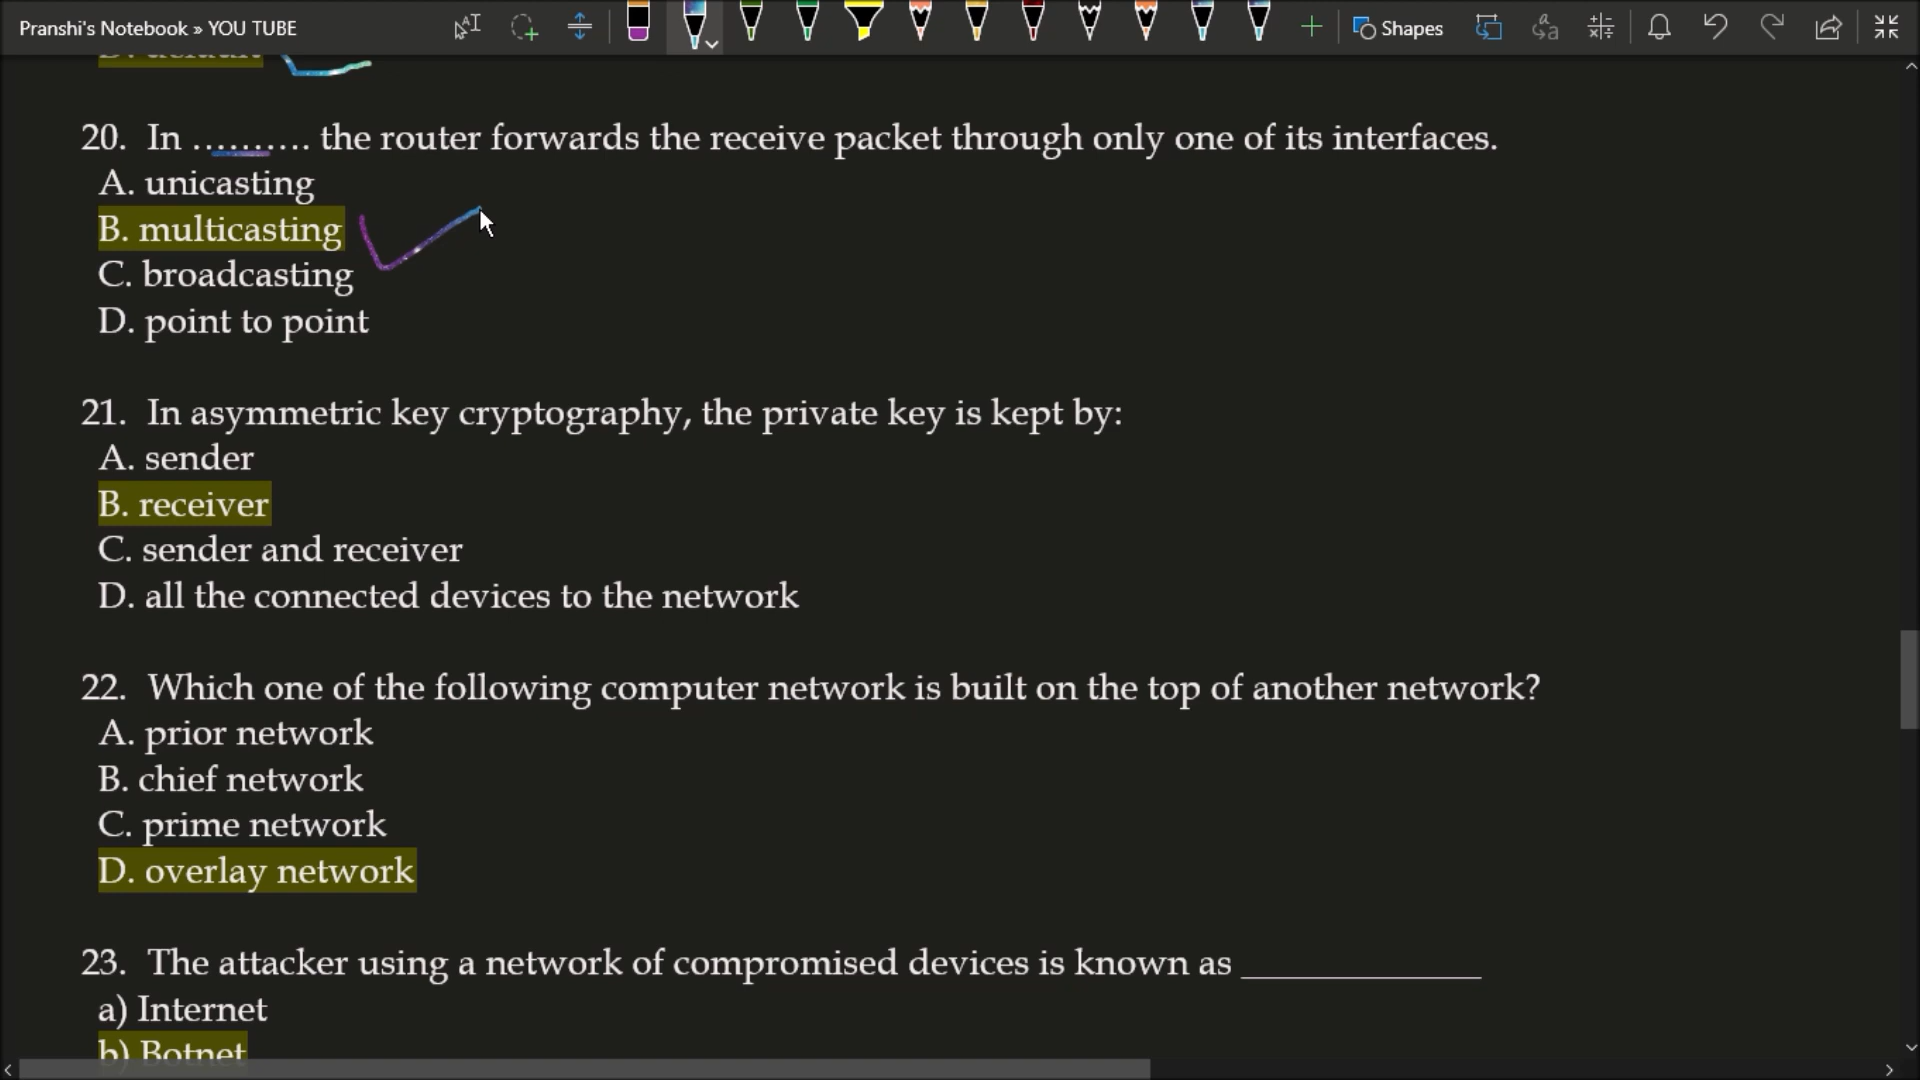 Pranshi's Notebook » YOU TUBE
Shapes
D. default
20. In .......... the router forwards the receive packet through only one of its interfaces.
A. unicasting
B. multicasting
C. broadcasting
D. point to point
21. In asymmetric key cryptography, the private key is kept by:
A. sender
B. receiver
C. sender and receiver
D. all the connected devices to the network
22. Which one of the following computer network is built on the top of another network?
A. prior network
B. chief network
C. prime network
D. overlay network
23. The attacker using a network of compromised devices is known as ______________
a) Internet
b) Botnet